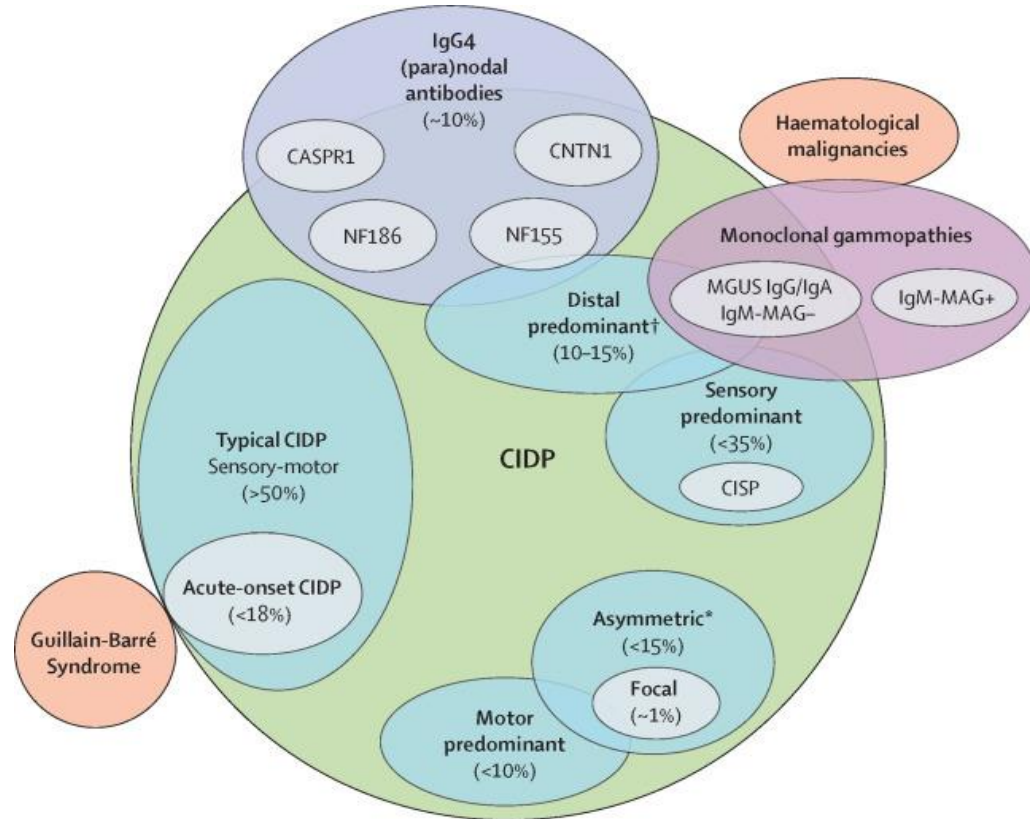 IgG4
(para)nodal
antibodies
(~10%)
CASPR1
CNTN1
NF186
NF155
Haematological
malignancies
Monoclonal gammopathies
MGUS IgG/IgA
IgM-MAG–
IgM-MAG+
Distal
predominant†
(10–15%)
Sensory
predominant
(<35%)
CISP
Typical CIDP
Sensory-motor
(>50%)
CIDP
Acute-onset CIDP
(<18%)
Guillain-Barré
Syndrome
Asymmetric*
(<15%)
Focal
(~1%)
Motor
predominant
(<10%)